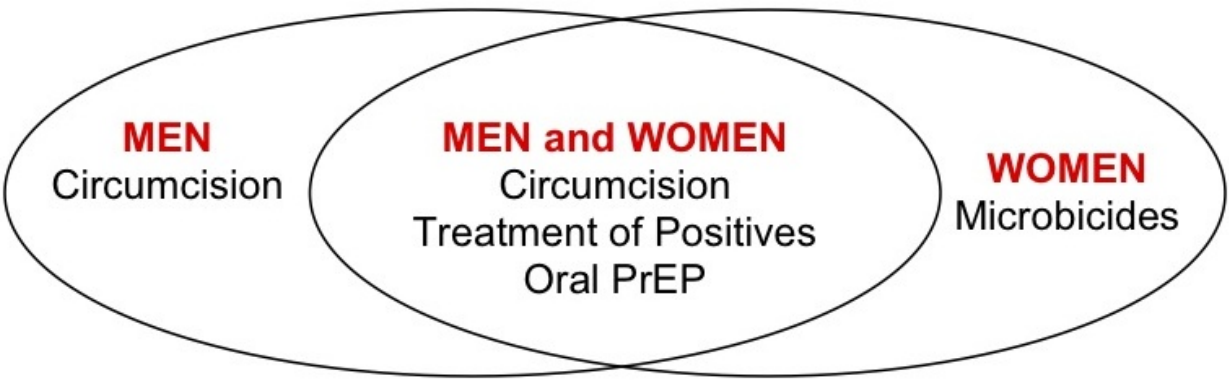 MEN
Circumcision
MEN and WOMEN
Circumcision
Treatment of Positives
Oral PrEP
WOMEN
Microbicides